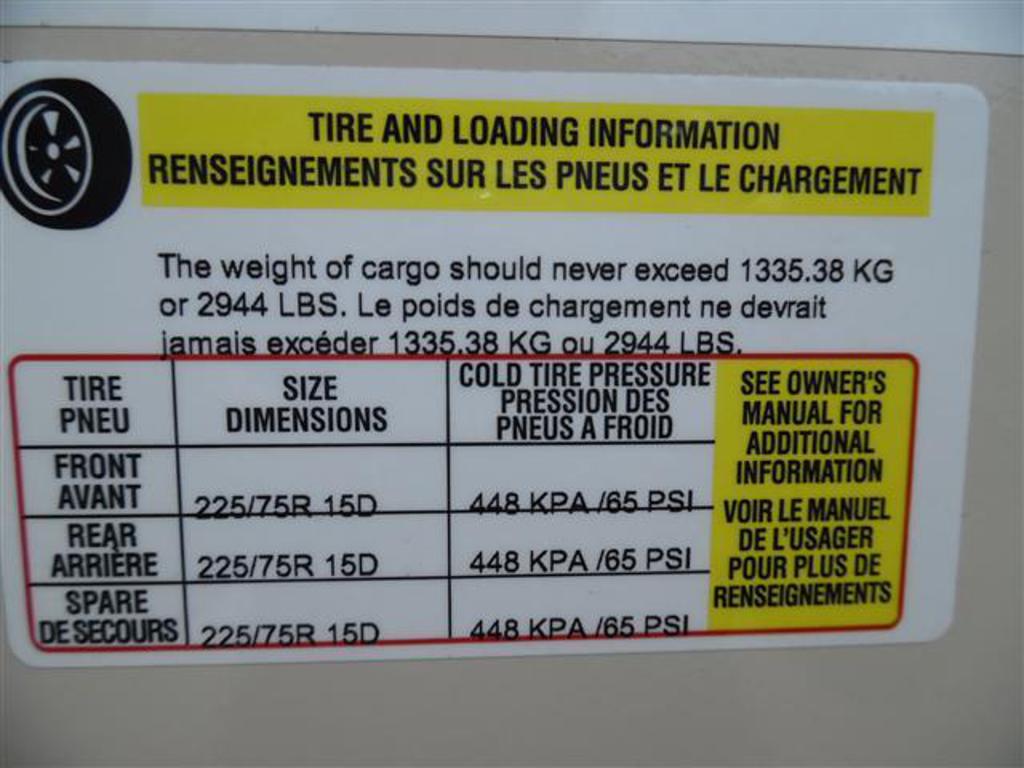 TIRE AND LOADING INFORMATION
RENSEIGNEMENTS SUR LES PNEUS ET LE CHARGEMENT
The weight of cargo should never exceed 1335.38 KG
or 2944 LBS. Le poids de chargement ne devrait
jamais excéder 1335.38 KG ou 2944 LBS.
TIRE
PNEU
SIZE
DIMENSIONS
COLD TIRE PRESSURE
PRESSION DES
PNEUS A FROID
FRONT
AVANT
225/75R 15D
448 KPA /65 PSI
REAR
ARRIÈRE
225/75R 15D
448 KPA /65 PSI
SPARE
DE SECOURS
225/75R 15D
448 KPA /65 PSI
SEE OWNER'S
MANUAL FOR
ADDITIONAL
INFORMATION
VOIR LE MANUEL
DE L'USAGER
POUR PLUS DE
RENSEIGNEMENTS